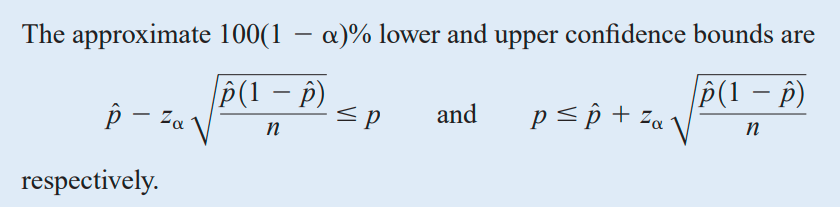 The approximate 100(1 − α)% lower and upper confidence bounds are
p̂ − z_α √(p̂(1 − p̂)/n) ≤ p and p ≤ p̂ + z_α √(p̂(1 − p̂)/n)
respectively.